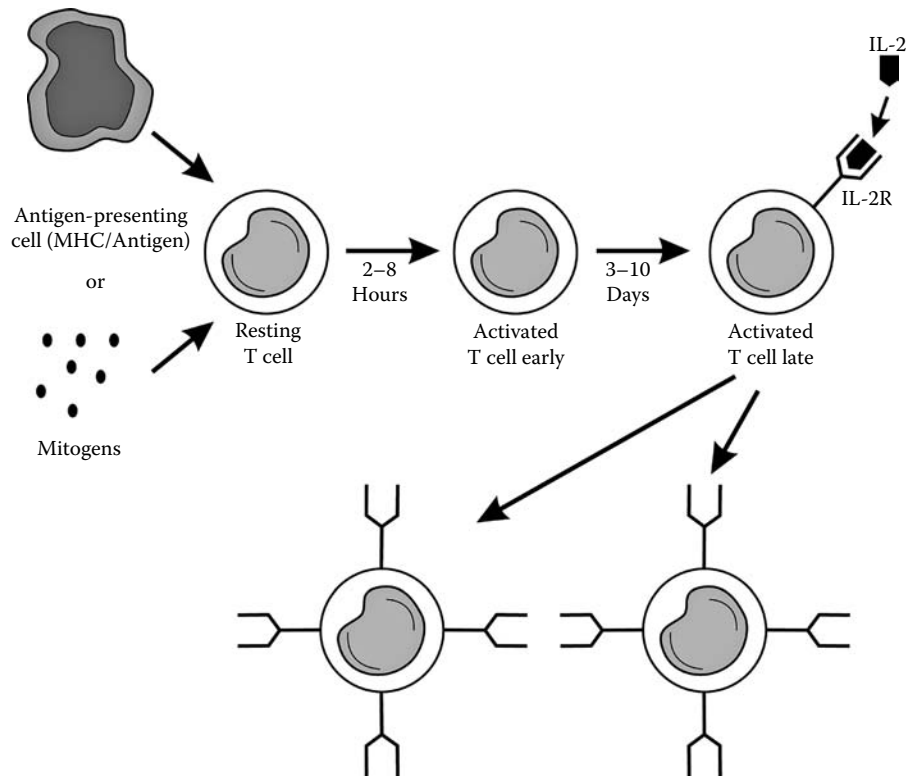 IL-2
IL-2R
Antigen-presenting
cell (MHC/Antigen)
or
Mitogens
Resting
T cell
2–8
Hours
Activated
T cell early
3–10
Days
Activated
T cell late